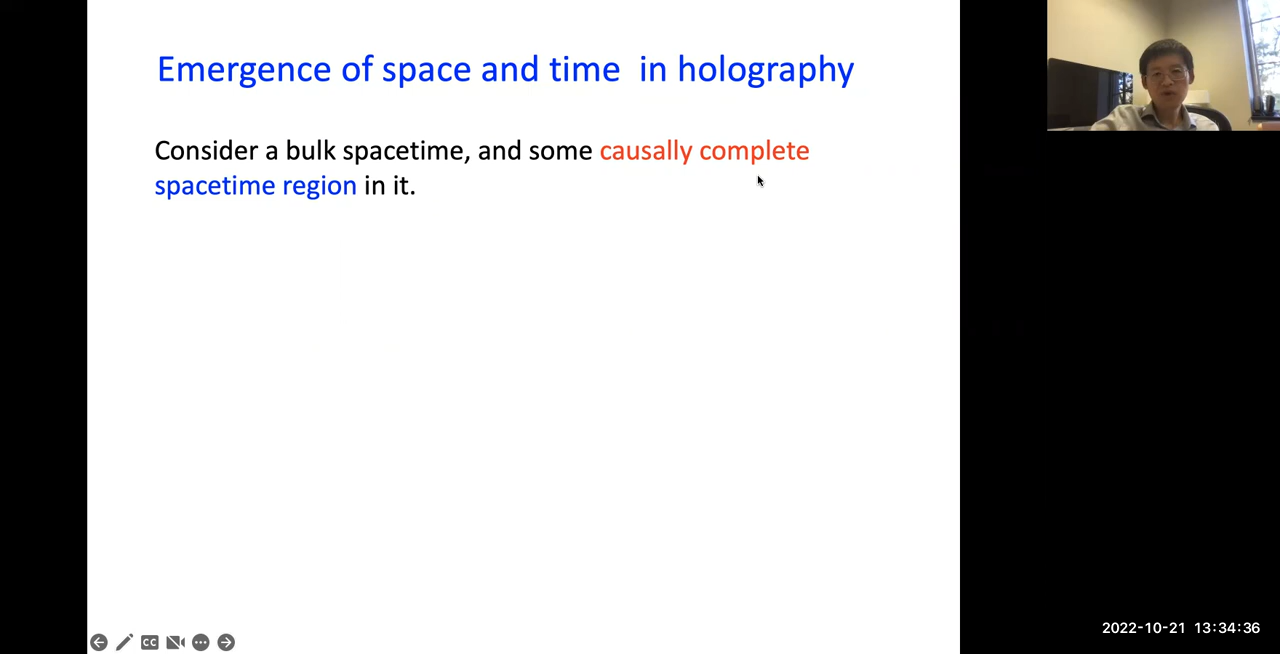 Emergence of space and time in holography
Consider a bulk spacetime, and some causally complete
spacetime region in it.
CC
2022-10-21 13:34:36